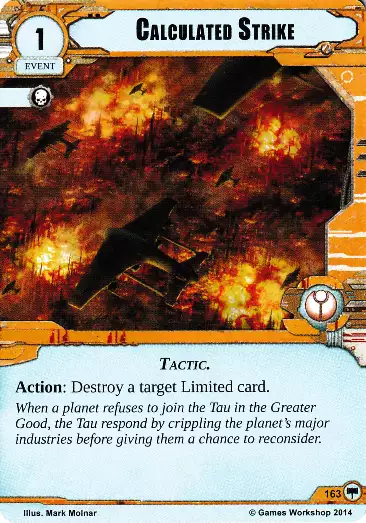 1
CALCULATED STRIKE
EVENT
TACTIC.
Action: Destroy a target Limited card.
When a planet refuses to join the Tau in the Greater
Good, the Tau respond by crippling the planet's major
industries before giving them a chance to reconsider.
163
Illus. Mark Molnar
© Games Workshop 2014